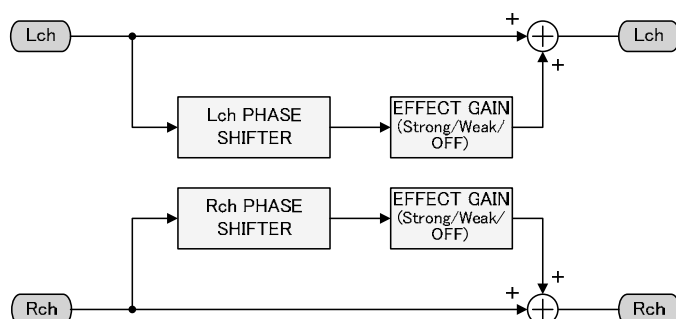 Lch
+
Lch
+
Lch PHASE
SHIFTER
EFFECT GAIN
(Strong/Weak/
OFF)
Rch PHASE
SHIFTER
EFFECT GAIN
(Strong/Weak/
OFF)
+
Rch
+
Rch